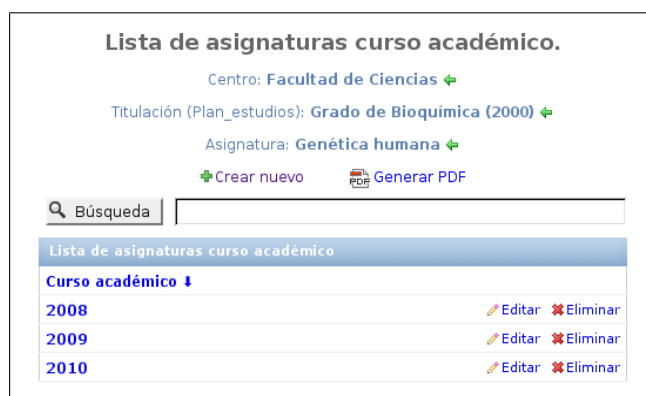 Lista de asignaturas curso académico.
Centro: Facultad de Ciencias
Titulación (Plan_estudios): Grado de Bioquímica (2000)
Asignatura: Genética humana
Crear nuevo PDF Generar PDF
Búsqueda
Lista de asignaturas curso académico
Curso académico
2008 Editar Eliminar
2009 Editar Eliminar
2010 Editar Eliminar